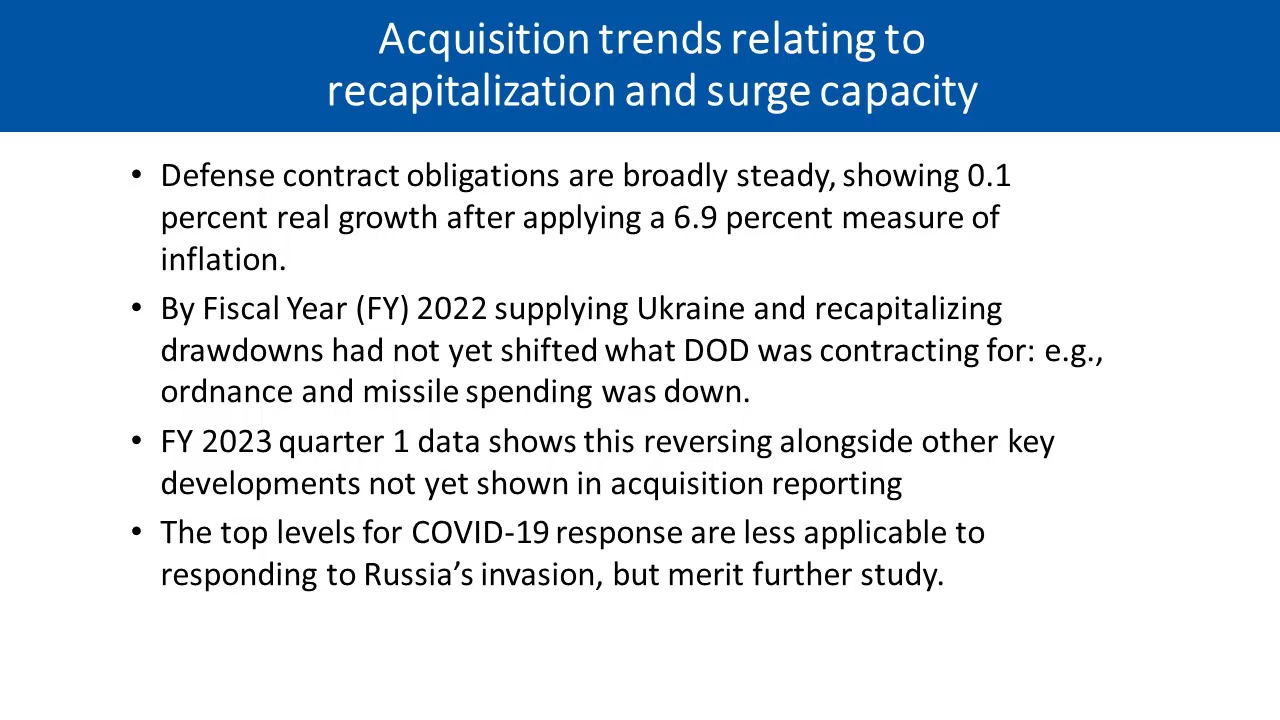 Acquisition trends relating to
recapitalization and surge capacity
• Defense contract obligations are broadly steady, showing 0.1
percent real growth after applying a 6.9 percent measure of
inflation.
• By Fiscal Year (FY) 2022 supplying Ukraine and recapitalizing
drawdowns had not yet shifted what DOD was contracting for: e.g.,
ordnance and missile spending was down.
• FY 2023 quarter 1 data shows this reversing alongside other key
developments not yet shown in acquisition reporting
• The top levels for COVID-19 response are less applicable to
responding to Russia’s invasion, but merit further study.